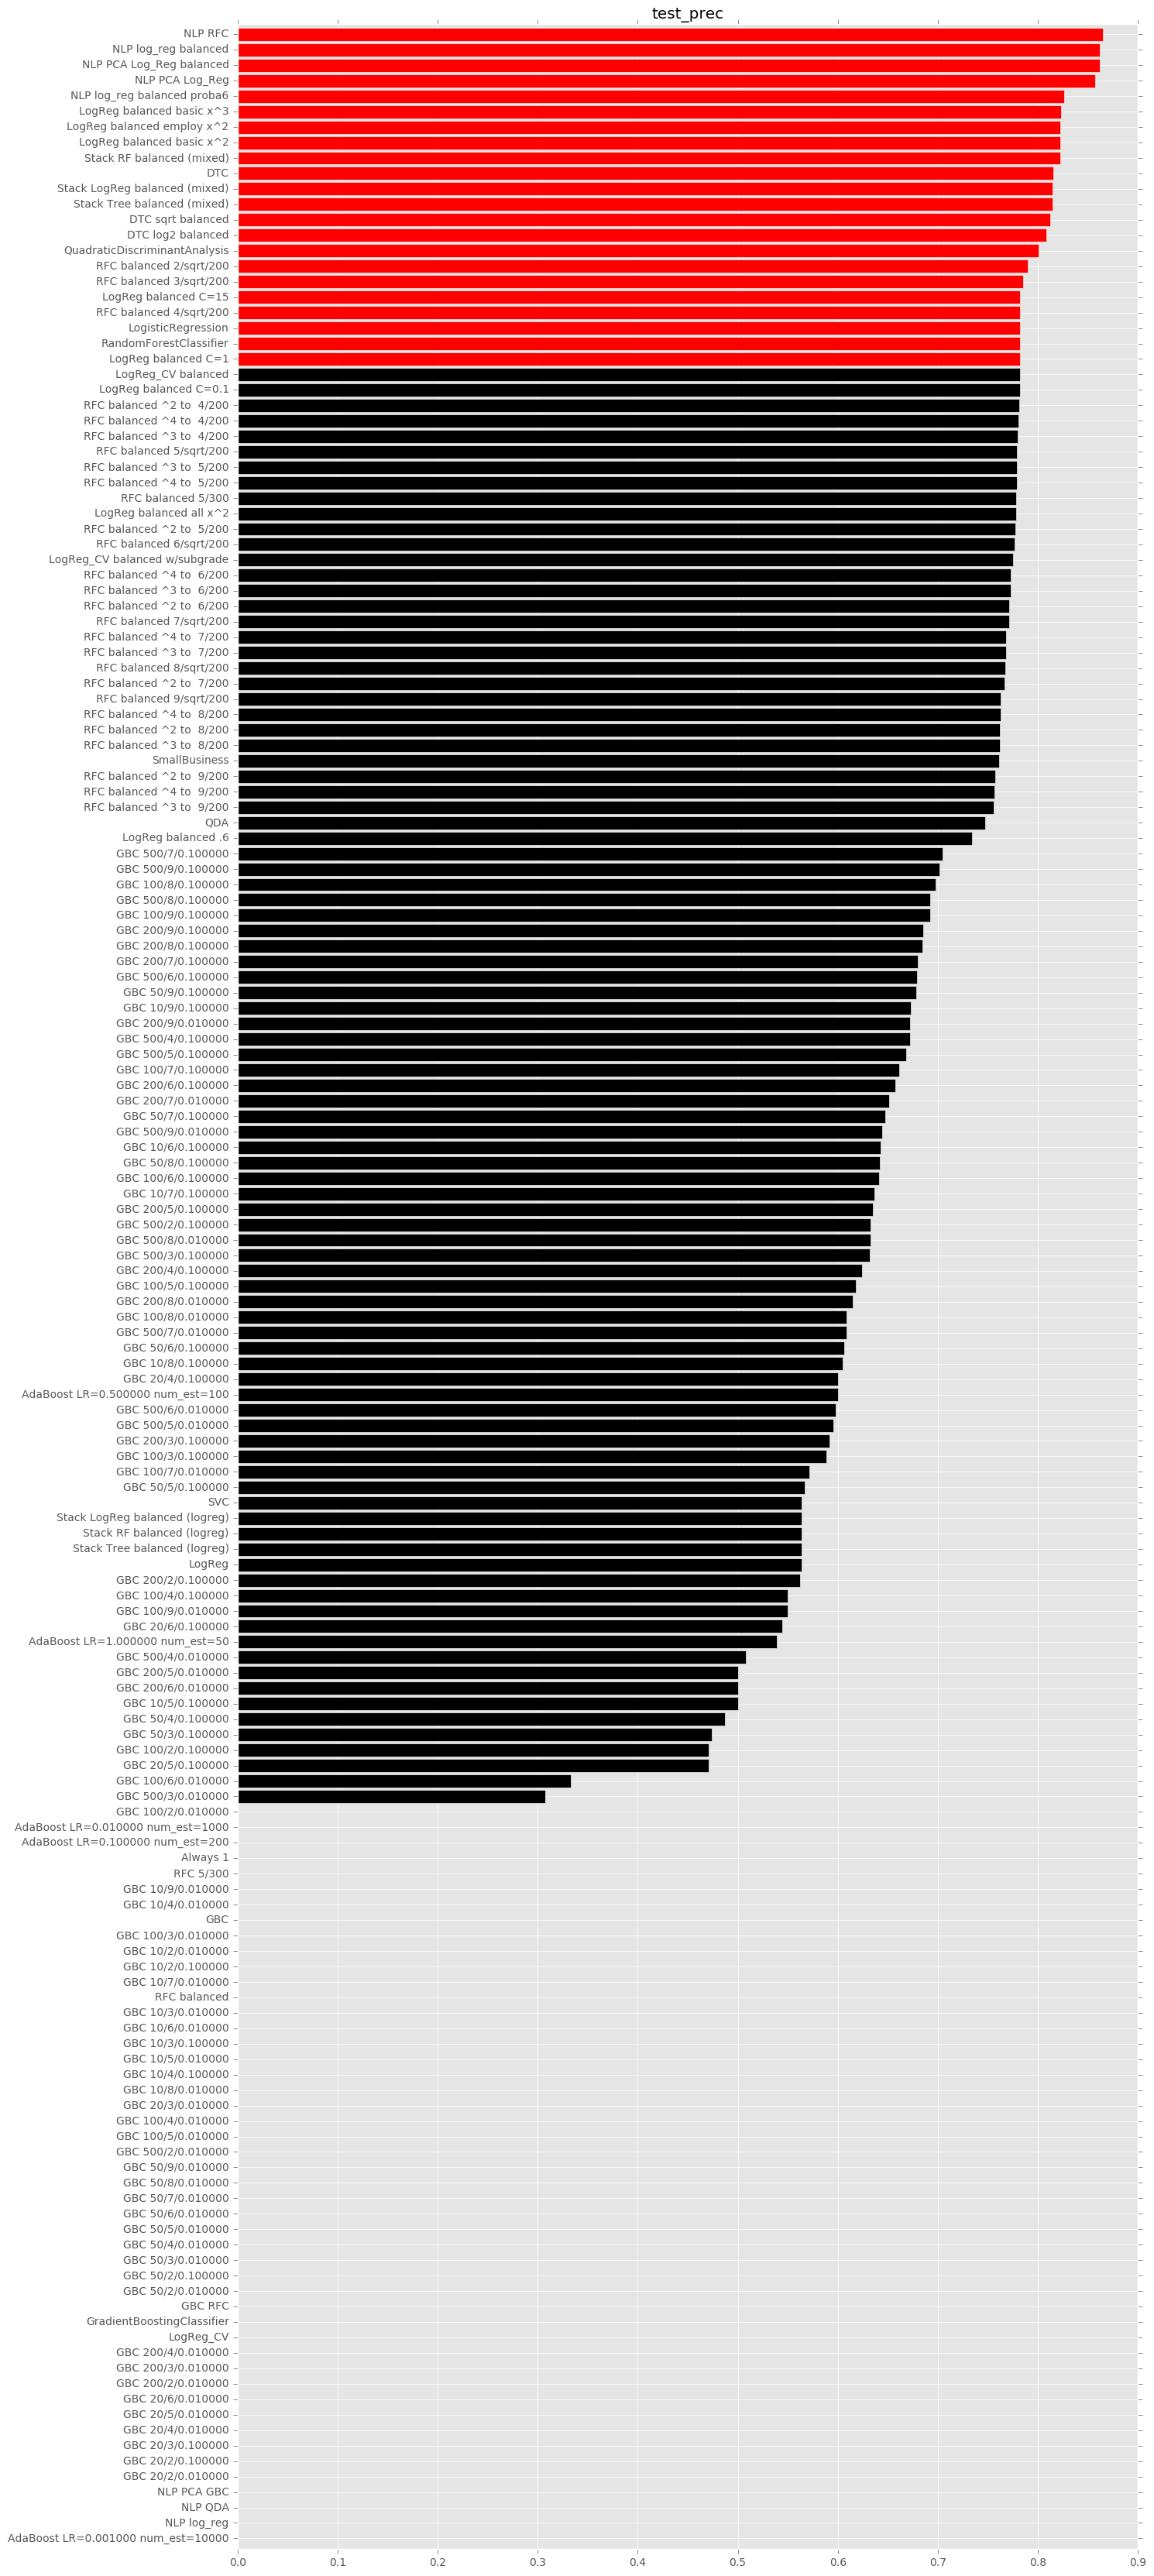 test_prec
NLP RFC
NLP log_reg balanced
NLP PCA Log_Reg balanced
NLP PCA Log_Reg
NLP log_reg balanced proba6
LogReg balanced basic x^3
LogReg balanced employ x^2
LogReg balanced basic x^2
Stack RF balanced (mixed)
DTC
Stack LogReg balanced (mixed)
Stack Tree balanced (mixed)
DTC sqrt balanced
DTC log2 balanced
QuadraticDiscriminantAnalysis
RFC balanced 2/sqrt/200
RFC balanced 3/sqrt/200
LogReg balanced C=15
RFC balanced 4/sqrt/200
LogisticRegression
RandomForestClassifier
LogReg balanced C=1
LogReg_CV balanced
LogReg balanced C=0.1
RFC balanced ^2 to  4/200
RFC balanced ^4 to  4/200
RFC balanced ^3 to  4/200
RFC balanced 5/sqrt/200
RFC balanced ^3 to  5/200
RFC balanced ^4 to  5/200
RFC balanced 5/300
LogReg balanced all x^2
RFC balanced ^2 to  5/200
RFC balanced 6/sqrt/200
LogReg_CV balanced w/subgrade
RFC balanced ^4 to  6/200
RFC balanced ^3 to  6/200
RFC balanced ^2 to  6/200
RFC balanced 7/sqrt/200
RFC balanced ^4 to  7/200
RFC balanced ^3 to  7/200
RFC balanced 8/sqrt/200
RFC balanced ^2 to  7/200
RFC balanced 9/sqrt/200
RFC balanced ^4 to  8/200
RFC balanced ^2 to  8/200
RFC balanced ^3 to  8/200
SmallBusiness
RFC balanced ^2 to  9/200
RFC balanced ^4 to  9/200
RFC balanced ^3 to  9/200
QDA
LogReg balanced .6
GBC 500/7/0.100000
GBC 500/9/0.100000
GBC 100/8/0.100000
GBC 500/8/0.100000
GBC 100/9/0.100000
GBC 200/9/0.100000
GBC 200/8/0.100000
GBC 200/7/0.100000
GBC 500/6/0.100000
GBC 50/9/0.100000
GBC 10/9/0.100000
GBC 200/9/0.010000
GBC 500/4/0.100000
GBC 500/5/0.100000
GBC 100/7/0.100000
GBC 200/6/0.100000
GBC 200/7/0.010000
GBC 50/7/0.100000
GBC 500/9/0.010000
GBC 10/6/0.100000
GBC 50/8/0.100000
GBC 100/6/0.100000
GBC 10/7/0.100000
GBC 200/5/0.100000
GBC 500/2/0.100000
GBC 500/8/0.010000
GBC 500/3/0.100000
GBC 200/4/0.100000
GBC 100/5/0.100000
GBC 200/8/0.010000
GBC 100/8/0.010000
GBC 500/7/0.010000
GBC 50/6/0.100000
GBC 10/8/0.100000
GBC 20/4/0.100000
AdaBoost LR=0.500000 num_est=100
GBC 500/6/0.010000
GBC 500/5/0.010000
GBC 200/3/0.100000
GBC 100/3/0.100000
GBC 100/7/0.010000
GBC 50/5/0.100000
SVC
Stack LogReg balanced (logreg)
Stack RF balanced (logreg)
Stack Tree balanced (logreg)
LogReg
GBC 200/2/0.100000
GBC 100/4/0.100000
GBC 100/9/0.010000
GBC 20/6/0.100000
AdaBoost LR=1.000000 num_est=50
GBC 500/4/0.010000
GBC 200/5/0.010000
GBC 200/6/0.010000
GBC 10/5/0.100000
GBC 50/4/0.100000
GBC 50/3/0.100000
GBC 100/2/0.100000
GBC 20/5/0.100000
GBC 100/6/0.010000
GBC 500/3/0.010000
GBC 100/2/0.010000
AdaBoost LR=0.010000 num_est=1000
AdaBoost LR=0.100000 num_est=200
Always 1
RFC 5/300
GBC 10/9/0.010000
GBC 10/4/0.010000
GBC
GBC 100/3/0.010000
GBC 10/2/0.010000
GBC 10/2/0.100000
GBC 10/7/0.010000
RFC balanced
GBC 10/3/0.010000
GBC 10/6/0.010000
GBC 10/3/0.100000
GBC 10/5/0.010000
GBC 10/4/0.100000
GBC 10/8/0.010000
GBC 20/3/0.010000
GBC 100/4/0.010000
GBC 100/5/0.010000
GBC 500/2/0.010000
GBC 50/9/0.010000
GBC 50/8/0.010000
GBC 50/7/0.010000
GBC 50/6/0.010000
GBC 50/5/0.010000
GBC 50/4/0.010000
GBC 50/3/0.010000
GBC 50/2/0.100000
GBC 50/2/0.010000
GBC RFC
GradientBoostingClassifier
LogReg_CV
GBC 200/4/0.010000
GBC 200/3/0.010000
GBC 200/2/0.010000
GBC 20/6/0.010000
GBC 20/5/0.010000
GBC 20/4/0.010000
GBC 20/3/0.100000
GBC 20/2/0.100000
GBC 20/2/0.010000
NLP PCA GBC
NLP QDA
NLP log_reg
AdaBoost LR=0.001000 num_est=10000
0.0 0.1 0.2 0.3 0.4 0.5 0.6 0.7 0.8 0.9